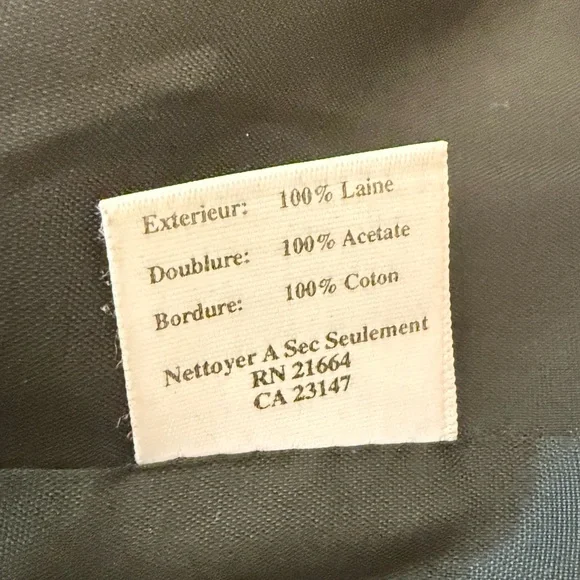 Exterieur: 100% Laine
Doublure: 100% Acetate
Bordure: 100% Coton
Nettoyer A Sec Seulement
RN 21664
CA 23147